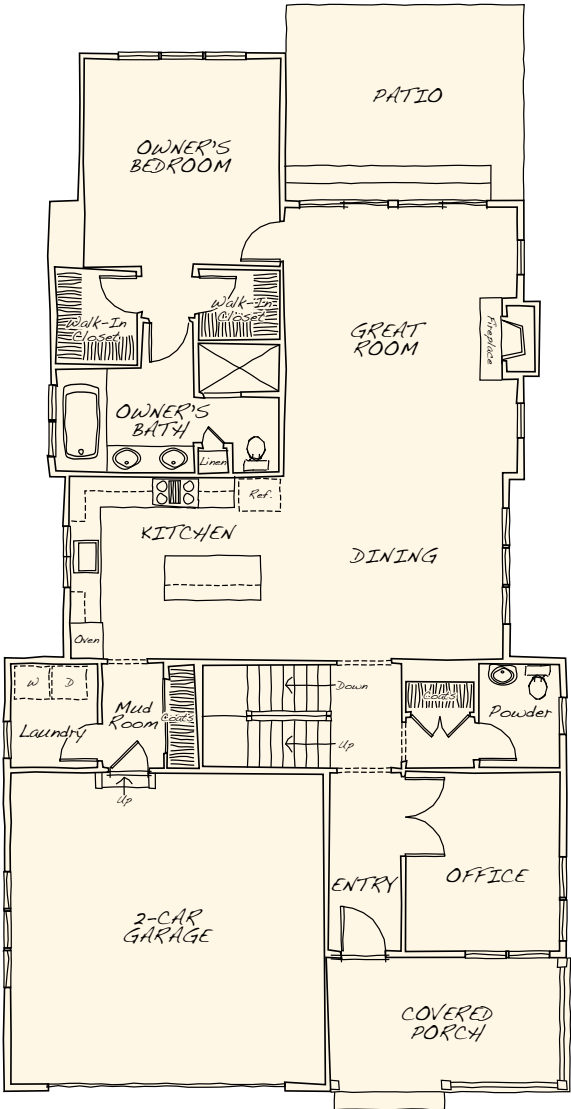 PATIO
OWNER'S
BEDROOM
Walk-In
Closet
Walk-In
Closet
GREAT
ROOM
Fireplace
OWNER'S
BATH
Linen
Ref.
KITCHEN
DINING
Oven
W
D
Mud
Room
Coats
Down
Coats
Powder
Laundry
Up
Up
ENTRY
OFFICE
2-CAR
GARAGE
COVERED
PORCH